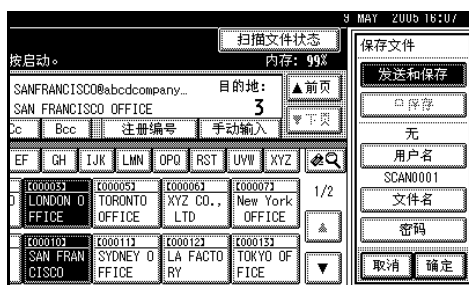 9 MAY 2005 16:07
扫描文件状态
按启动。
内存: 99%
SANFRANCISCO@abcdcompany...
目的地:
▲前页
SAN FRANCISCO OFFICE
3
▼下页
Cc
Bcc
注册编号
手动输入
EF
GH
IJK
LMN
OPQ
RST
UVW
XYZ
[00003]
LONDON O
FFICE
[00005]
TORONTO
OFFICE
[00006]
XYZ CO.,
LTD
[00007]
New York
OFFICE
1/2
[00010]
SAN FRAN
CISCO
[00011]
SYDNEY O
FFICE
[00012]
LA FACTO
RY
[00013]
TOKYO OF
FICE
▼
保存文件
发送和保存
只保存
无
用户名
SCAN0001
文件名
密码
取消
确定